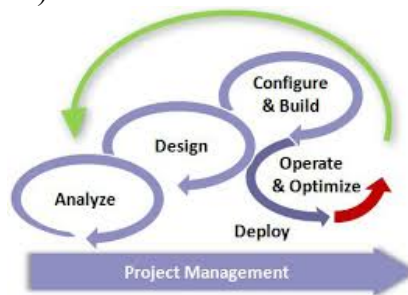 )
Configure
& Build
Design
Operate
& Optimize
Analyze
Deploy
Project Management